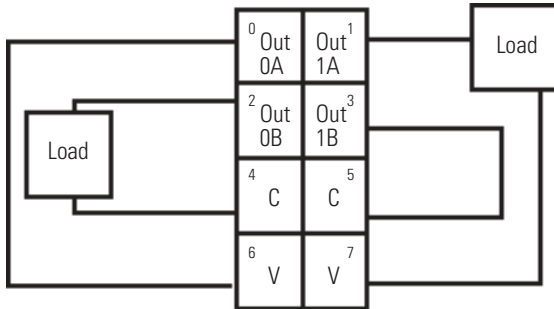 0 Out 0A
Out 1 1A
Load
2 Out 0B
Out 3 1B
Load
4 C
C 5
6 V
V 7